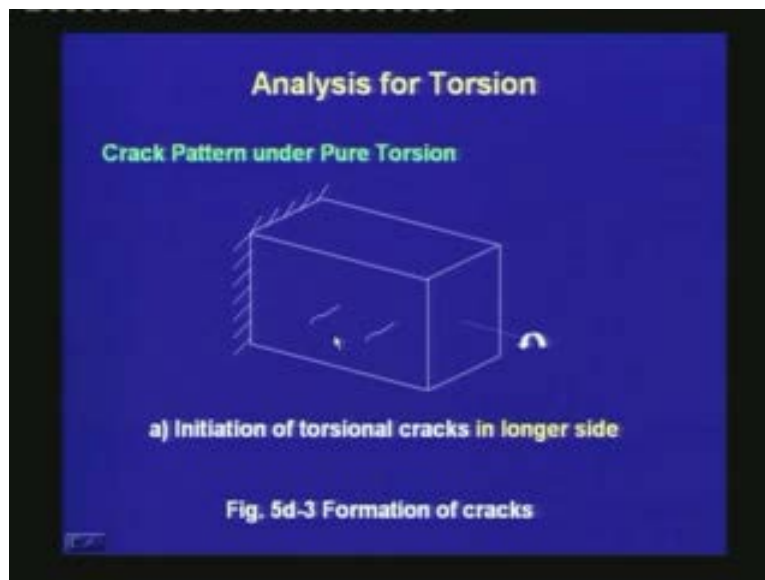 Analysis for Torsion
Crack Pattern under Pure Torsion
a) Initiation of torsional cracks in longer side
Fig. 5d-3 Formation of cracks